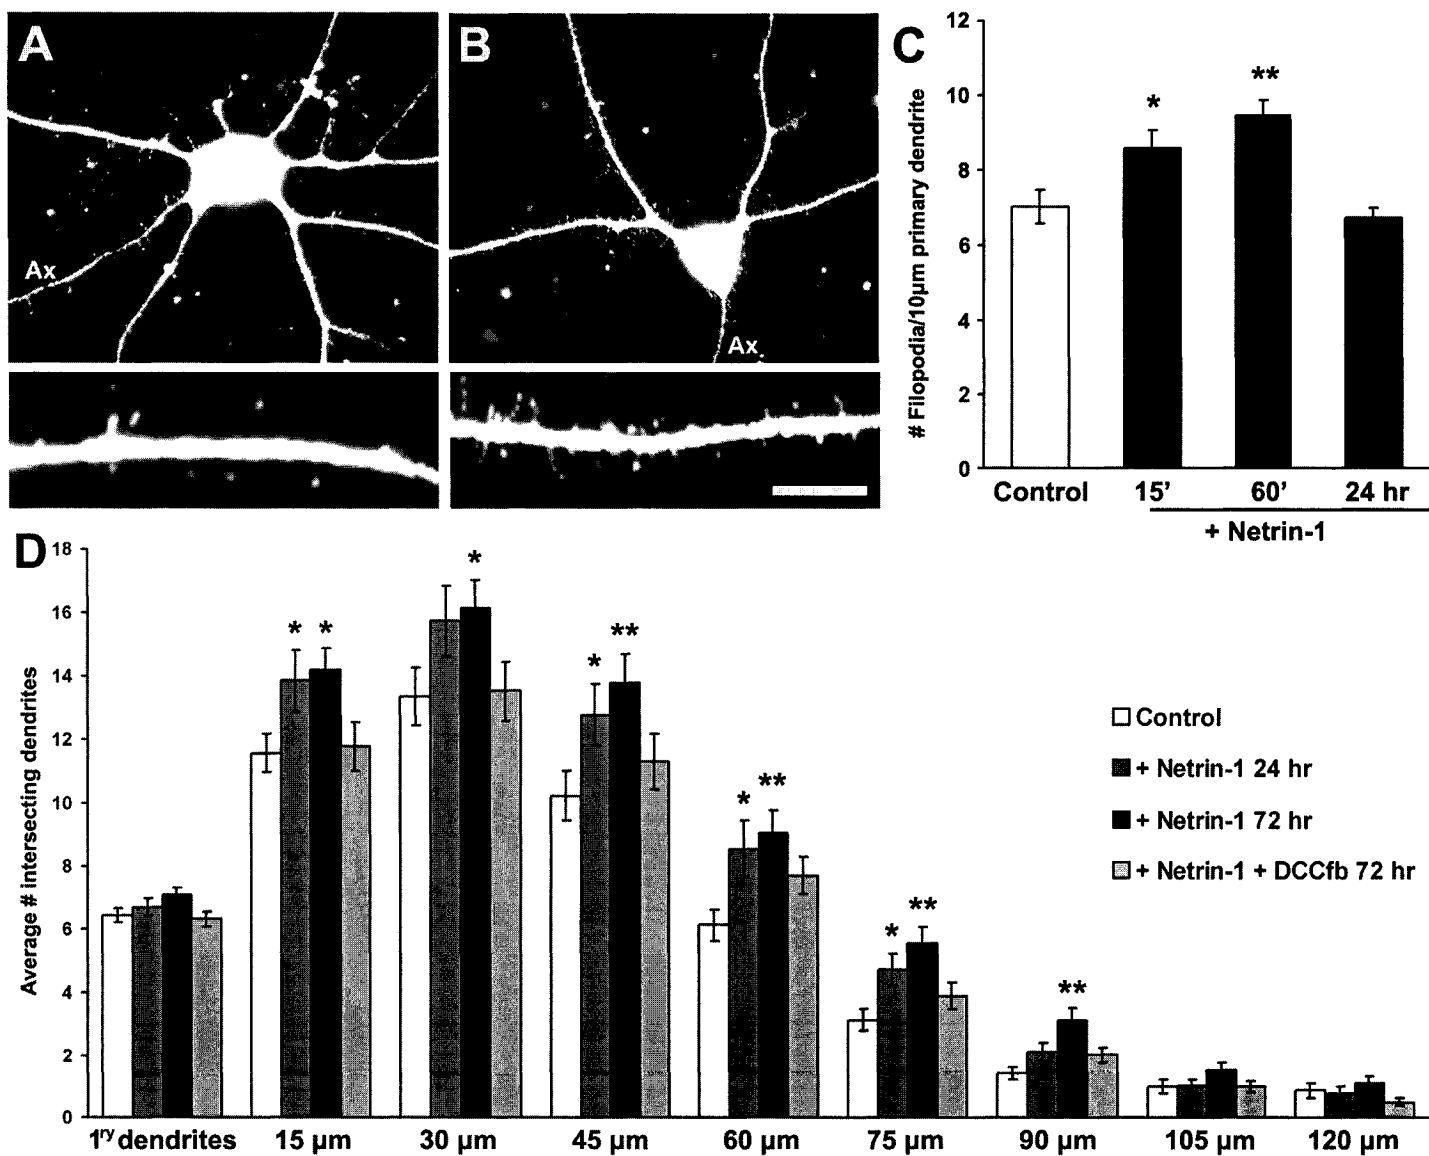 A
B
C
Ax
Ax
12
10
8
6
4
2
0
# Filopodia/10µm primary dendrite
*
**
Control 15’ 60’ 24 hr
+ Netrin-1
D
18
16
14
12
10
8
6
4
2
0
Average # intersecting dendrites
* *
*
* **
* **
* **
**
Control
+ Netrin-1 24 hr
+ Netrin-1 72 hr
+ Netrin-1 + DCCfb 72 hr
1ʳʸ dendrites 15 µm 30 µm 45 µm 60 µm 75 µm 90 µm 105 µm 120 µm